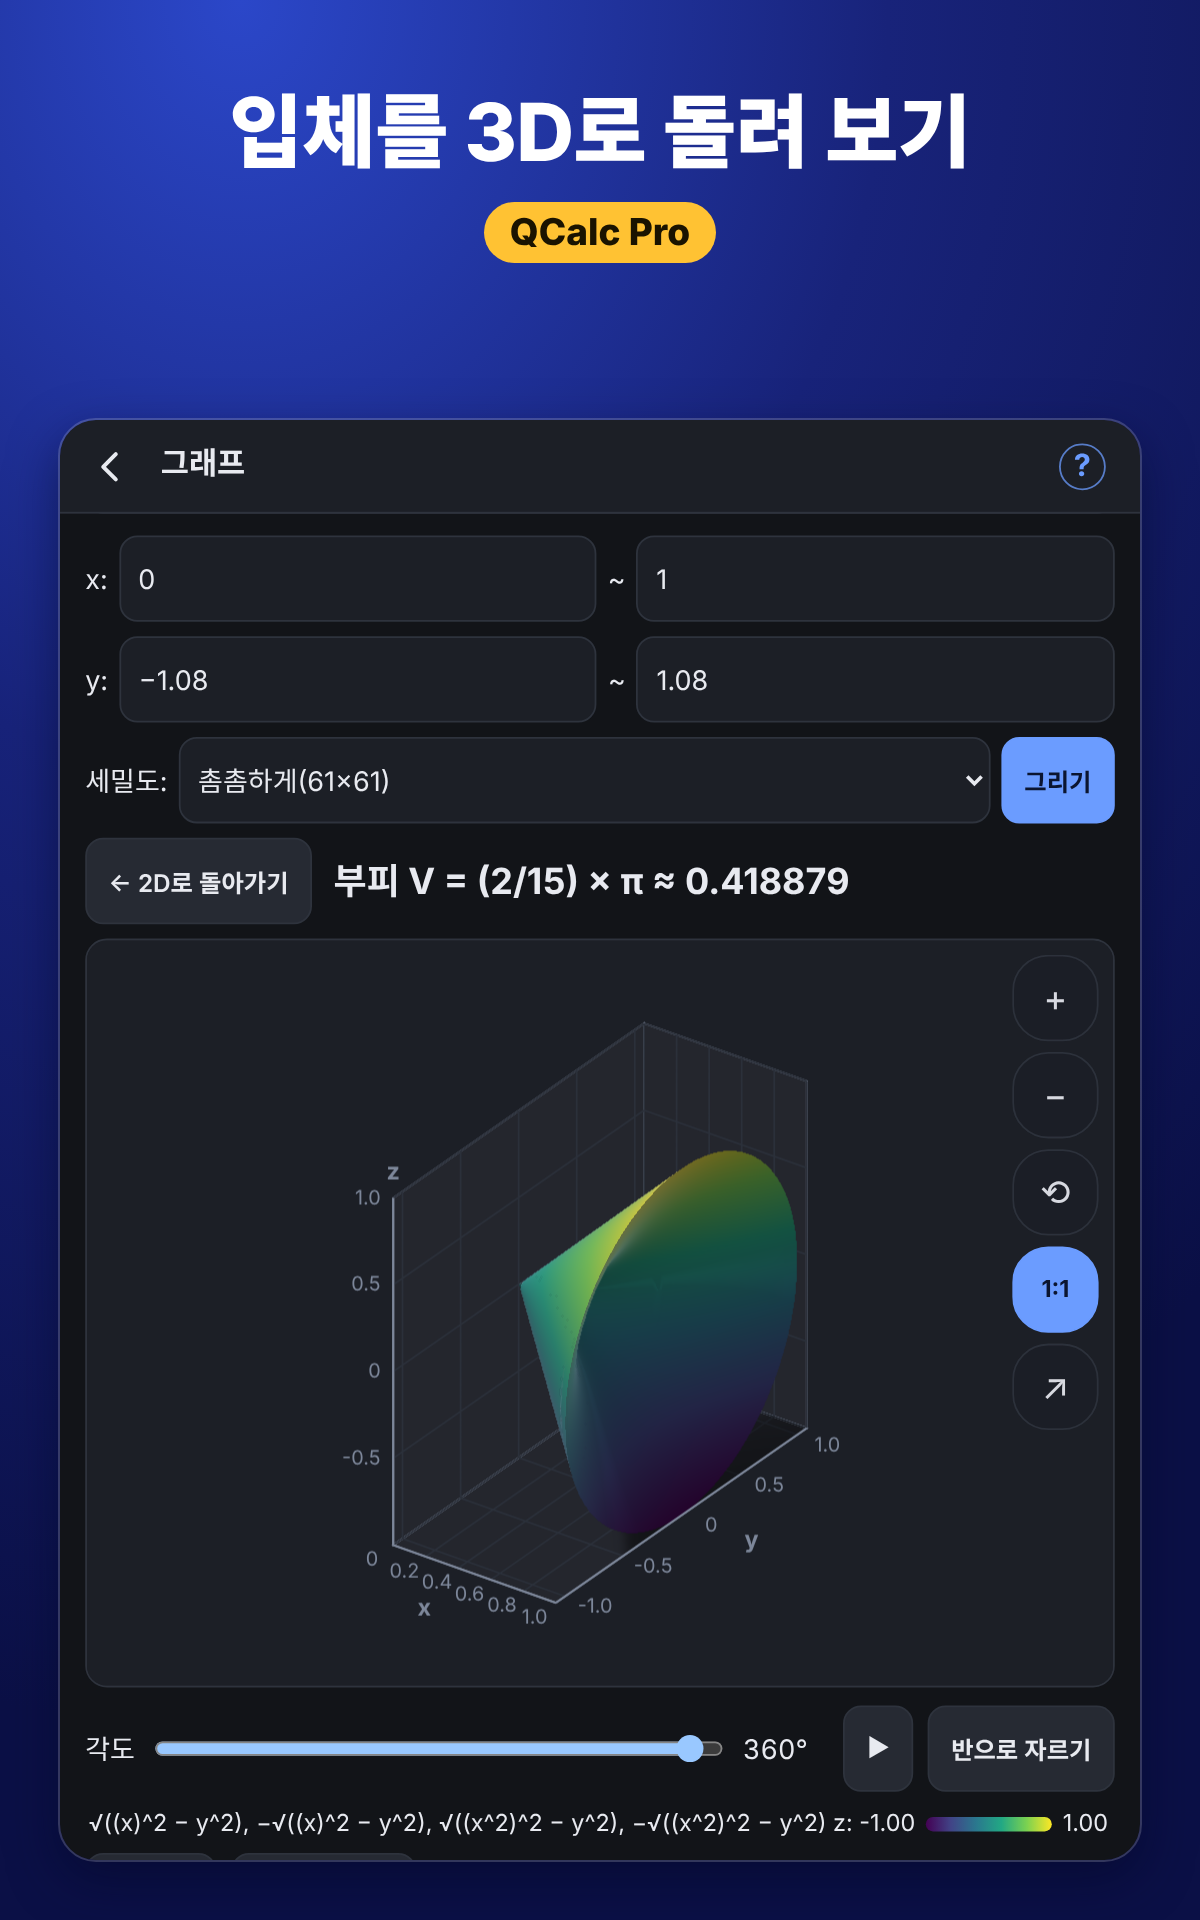 입체를 3D로 돌려 보기
QCalc Pro
그래프
?
x: 0 ~ 1
y: −1.08 ~ 1.08
세밀도: 촘촘하게(61×61) 그리기
← 2D로 돌아가기 부피 V = (2/15) × π ≈ 0.418879
+
−
⟲
1:1
↗
z
1.0
0.5
0
-0.5
0 0.2 0.4 0.6 0.8 1.0
x
-1.0 -0.5 0 0.5 1.0
y
각도 360° ▶ 반으로 자르기
√((x)^2 − y^2), −√((x)^2 − y^2), √((x^2)^2 − y^2), −√((x^2)^2 − y^2) z: -1.00 1.00